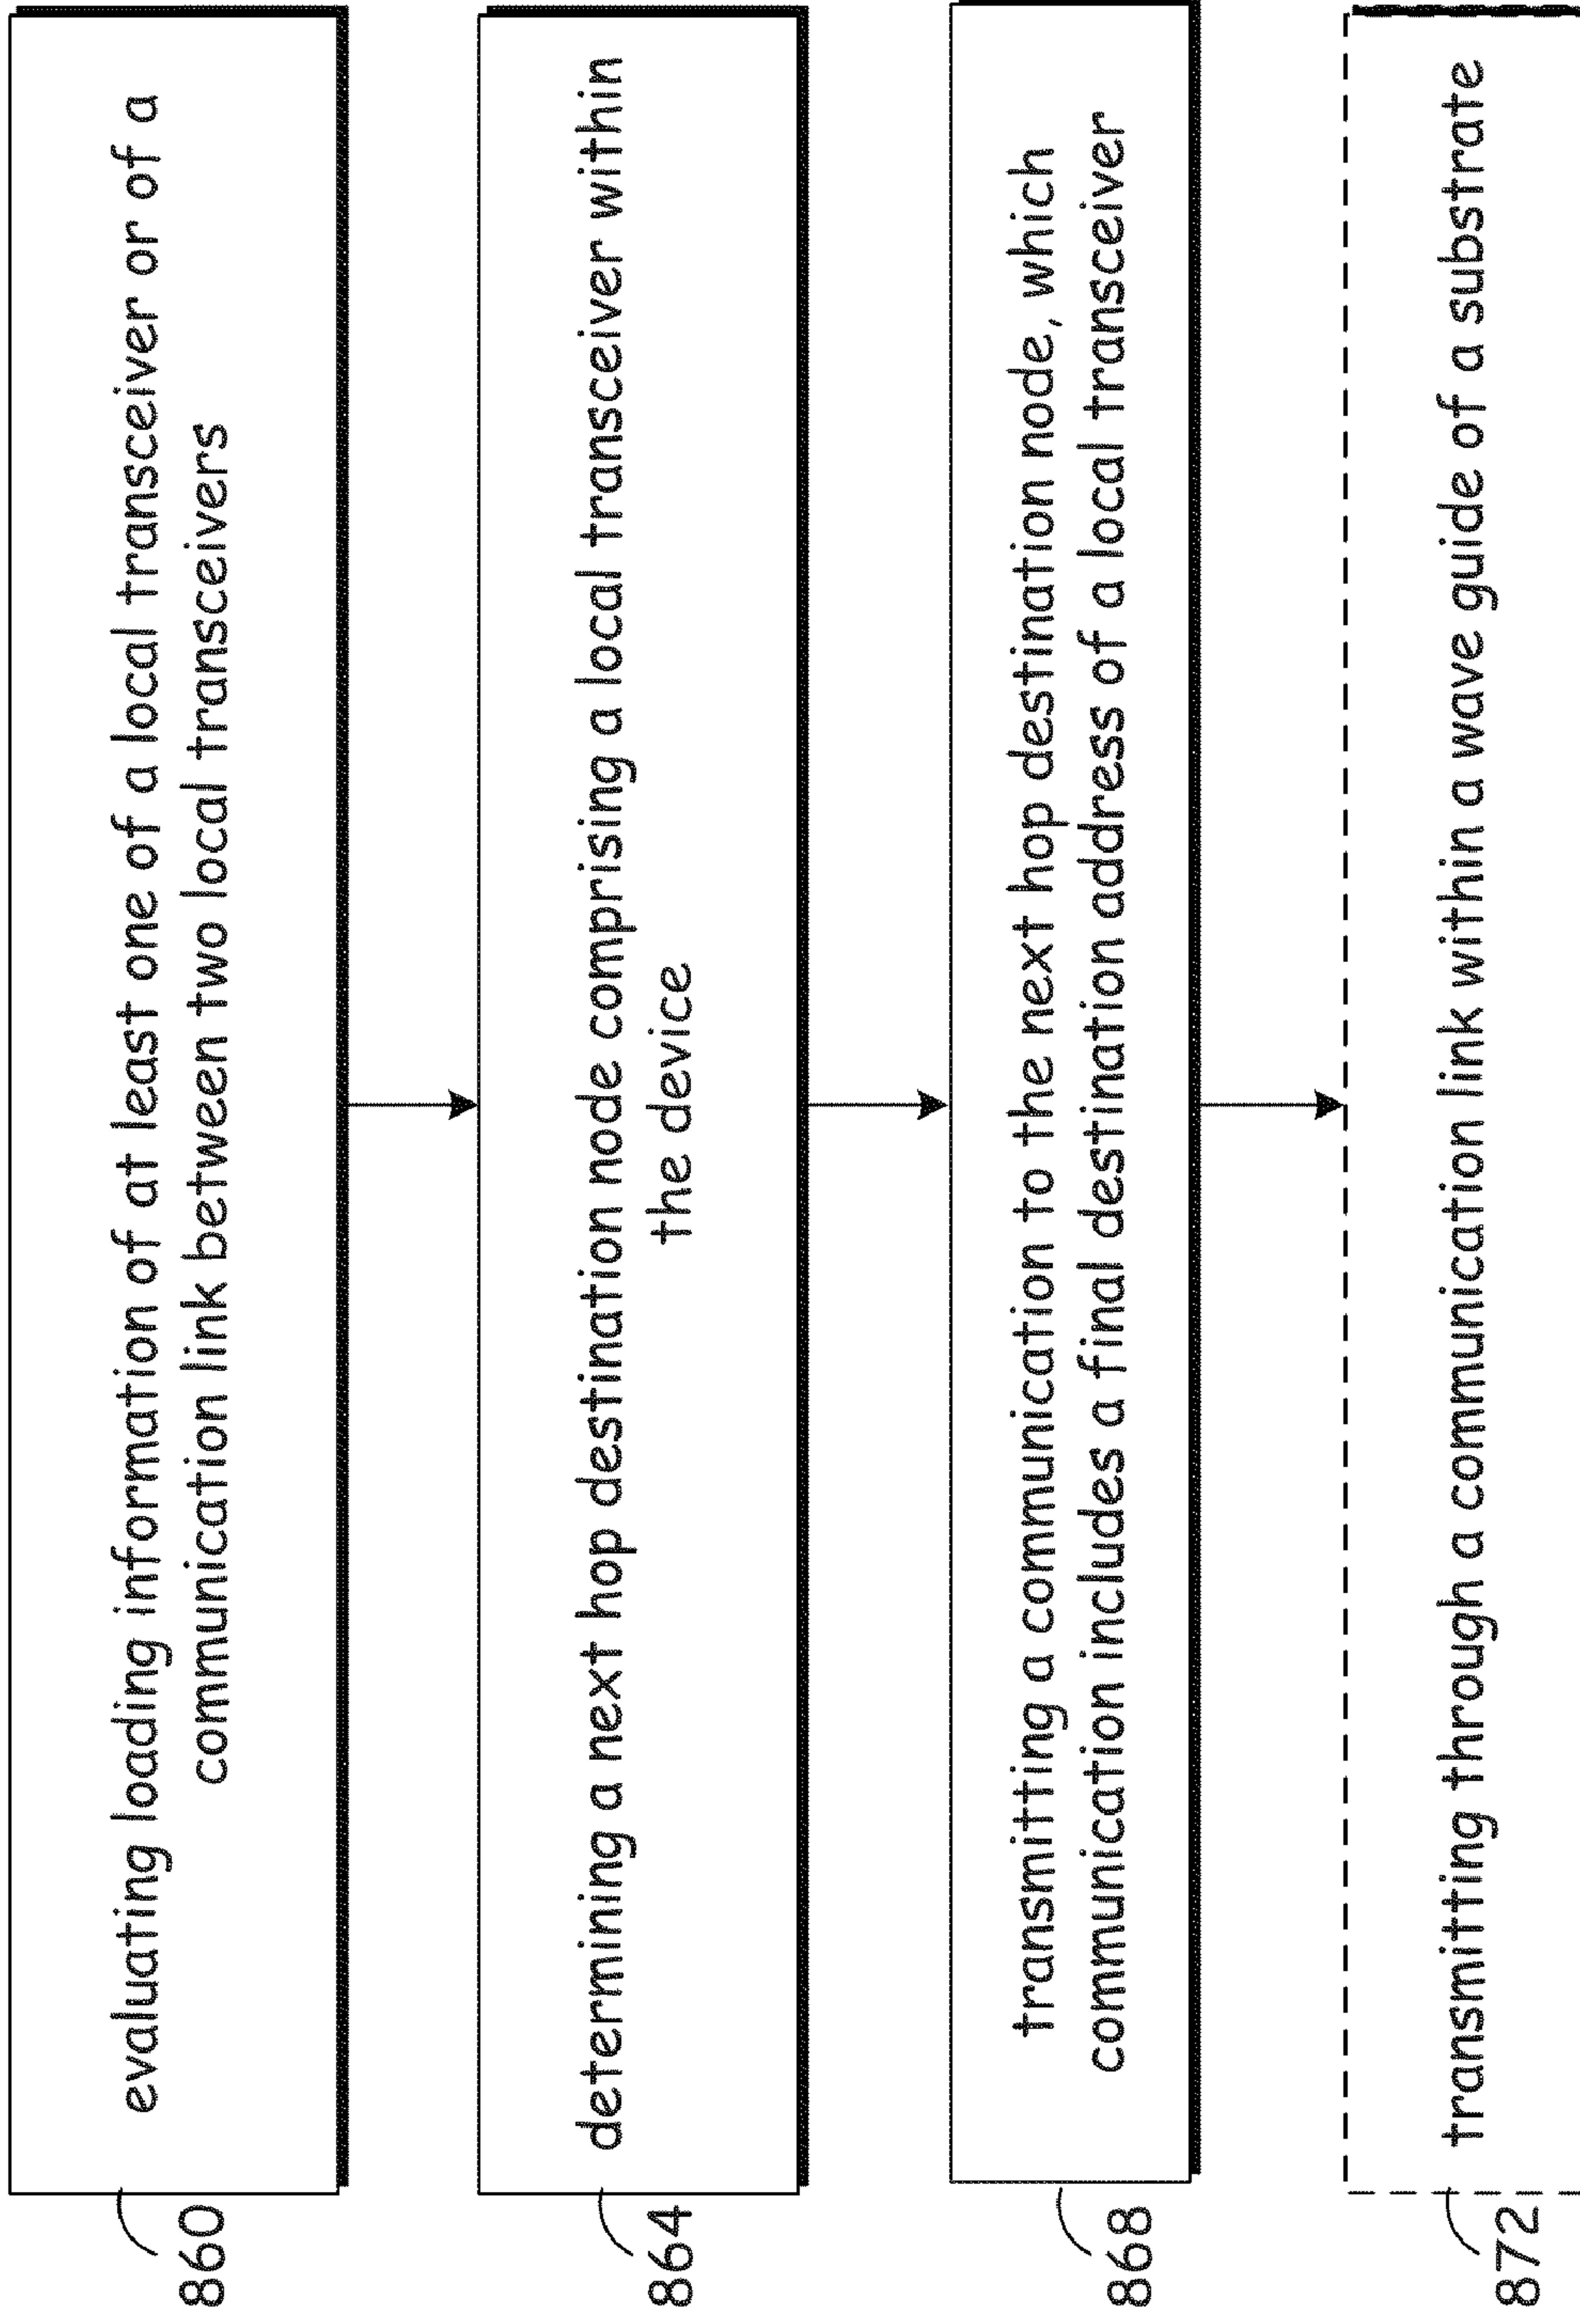 evaluating loading information of at least one of a local transceiver or of a
communication link between two local transceivers
860
determining a next hop destination node comprising a local transceiver within
the device
864
transmitting a communication to the next hop destination node, which
communication includes a final destination address of a local transceiver
868
transmitting through a communication link within a wave guide of a substrate
872